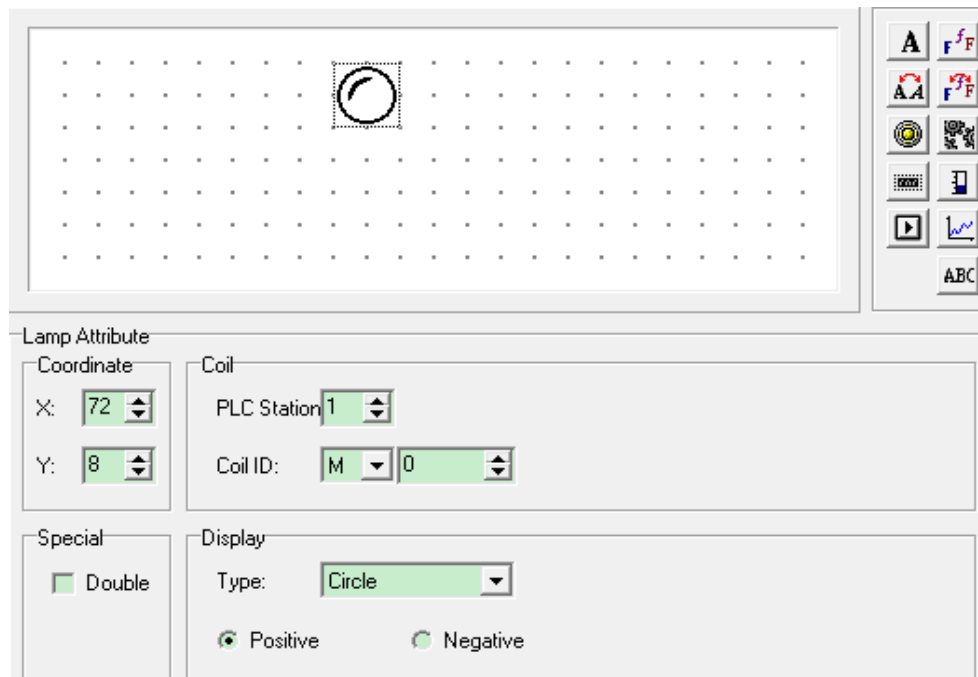 A
F f F
A A
F F
Lamp Attribute
Coordinate
Coil
X: 72
PLC Station 1
Y: 8
Coil ID: M 0
Special
Display
Double
Type: Circle
Positive Negative
ABC